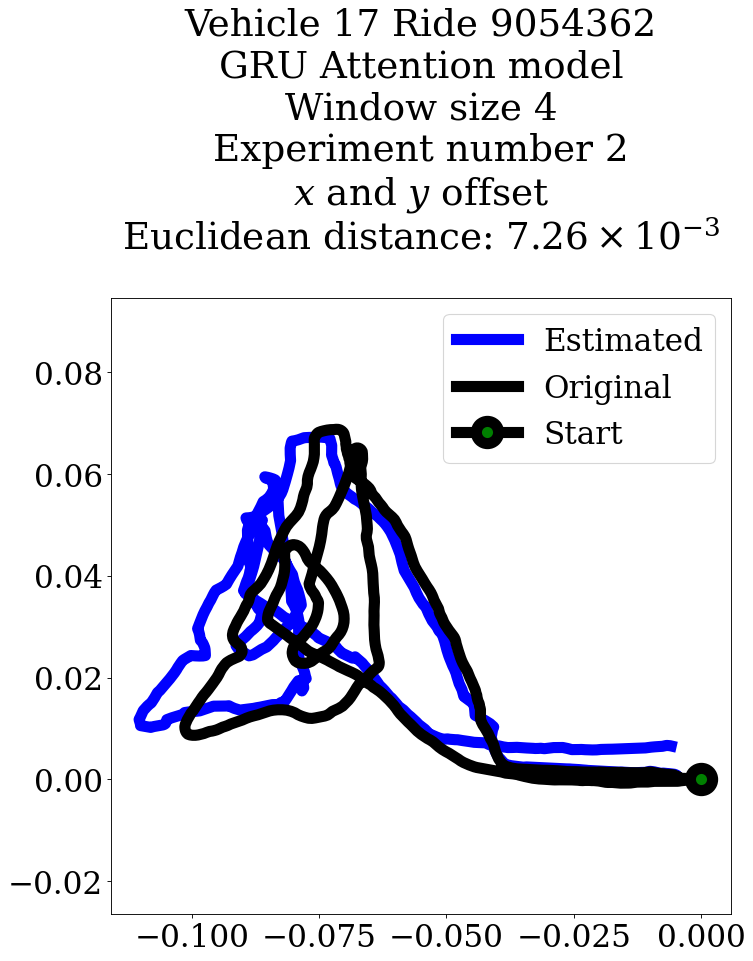 Vehicle 17 Ride 9054362
GRU Attention model
Window size 4
Experiment number 2
x and y offset
Euclidean distance: 7.26 × 10⁻³
Estimated
Original
Start
0.08
0.06
0.04
0.02
0.00
−0.02
−0.100 −0.075 −0.050 −0.025 0.000